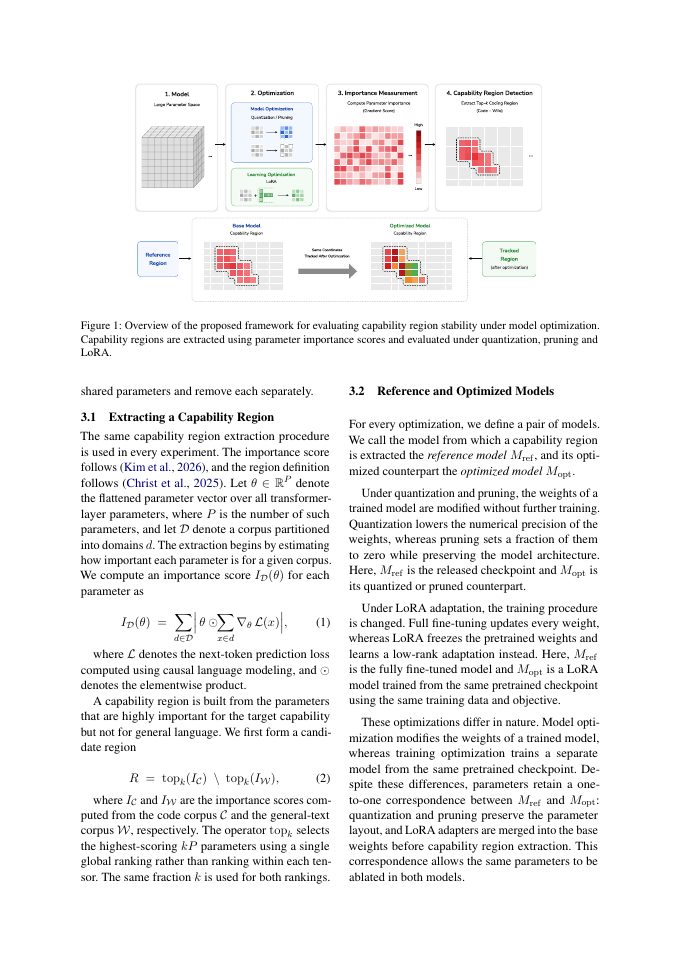 1. Model
Large Parameter Space
2. Optimization
Model Optimization
Quantization / Pruning
Learning Optimization
LoRA
3. Importance Measurement
Compute Parameter Importance
(Gradient Score)
High
Low
4. Capability Region Detection
Extract Top-k Coding Region
(Code - Wiki)
Reference
Region
Base Model
Capability Region
Same Coordinates
Tracked After Optimization
Optimized Model
Capability Region
Tracked
Region
(after optimization)
Figure 1: Overview of the proposed framework for evaluating capability region stability under model optimization.
Capability regions are extracted using parameter importance scores and evaluated under quantization, pruning and
LoRA.
shared parameters and remove each separately.
3.1 Extracting a Capability Region
The same capability region extraction procedure
is used in every experiment. The importance score
follows (Kim et al., 2026), and the region definition
follows (Christ et al., 2025). Let θ ∈ ℝ^P denote
the flattened parameter vector over all transformer-
layer parameters, where P is the number of such
parameters, and let 𝒟 denote a corpus partitioned
into domains d. The extraction begins by estimating
how important each parameter is for a given corpus.
We compute an importance score I_𝒟(θ) for each
parameter as
I_𝒟(θ) = ∑_{d∈𝒟} | θ ⊙ ∑_{x∈d} ∇_θ ℒ(x) |, (1)
where ℒ denotes the next-token prediction loss
computed using causal language modeling, and ⊙
denotes the elementwise product.
A capability region is built from the parameters
that are highly important for the target capability
but not for general language. We first form a candi-
date region
R = top_k(I_𝒞) \ top_k(I_𝒲), (2)
where I_𝒞 and I_𝒲 are the importance scores com-
puted from the code corpus 𝒞 and the general-text
corpus 𝒲, respectively. The operator top_k selects
the highest-scoring kP parameters using a single
global ranking rather than ranking within each ten-
sor. The same fraction k is used for both rankings.
3.2 Reference and Optimized Models
For every optimization, we define a pair of models.
We call the model from which a capability region
is extracted the reference model M_ref, and its opti-
mized counterpart the optimized model M_opt.
Under quantization and pruning, the weights of a
trained model are modified without further training.
Quantization lowers the numerical precision of the
weights, whereas pruning sets a fraction of them
to zero while preserving the model architecture.
Here, M_ref is the released checkpoint and M_opt is
its quantized or pruned counterpart.
Under LoRA adaptation, the training procedure
is changed. Full fine-tuning updates every weight,
whereas LoRA freezes the pretrained weights and
learns a low-rank adaptation instead. Here, M_ref
is the fully fine-tuned model and M_opt is a LoRA
model trained from the same pretrained checkpoint
using the same training data and objective.
These optimizations differ in nature. Model opti-
mization modifies the weights of a trained model,
whereas training optimization trains a separate
model from the same pretrained checkpoint. De-
spite these differences, parameters retain a one-
to-one correspondence between M_ref and M_opt:
quantization and pruning preserve the parameter
layout, and LoRA adapters are merged into the base
weights before capability region extraction. This
correspondence allows the same parameters to be
ablated in both models.